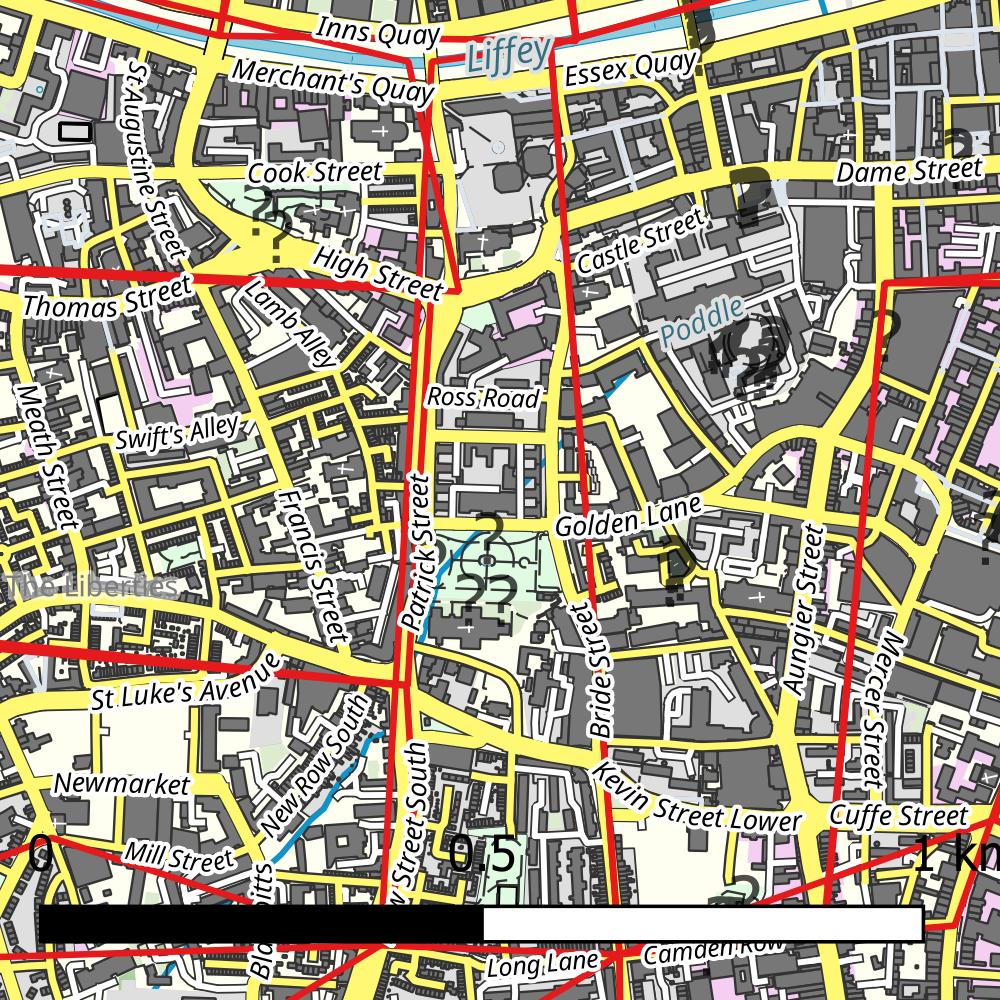 Inns Quay
Liffey
Merchant's Quay
Essex Quay
St Augustine Street
Cook Street
Dame Street
Castle Street
High Street
Thomas Street
Lamb Alley
Poddle
Ross Road
Meath Street
Swift's Alley
Francis Street
Patrick Street
Golden Lane
The Liberties
Aungier Street
Bride Street
Mercer Street
St Luke's Avenue
New Row South
Newmarket
Kevin Street Lower
Cuffe Street
Mill Street
w Street South
0
0.5
1 km
Long Lane
Camden Row